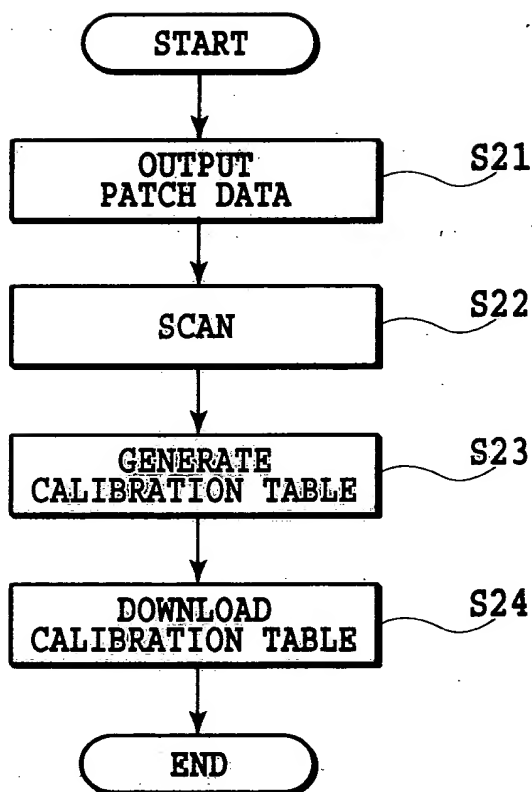 START
OUTPUT
PATCH DATA
S21
SCAN
S22
GENERATE
CALIBRATION TABLE
S23
DOWNLOAD
CALIBRATION TABLE
S24
END